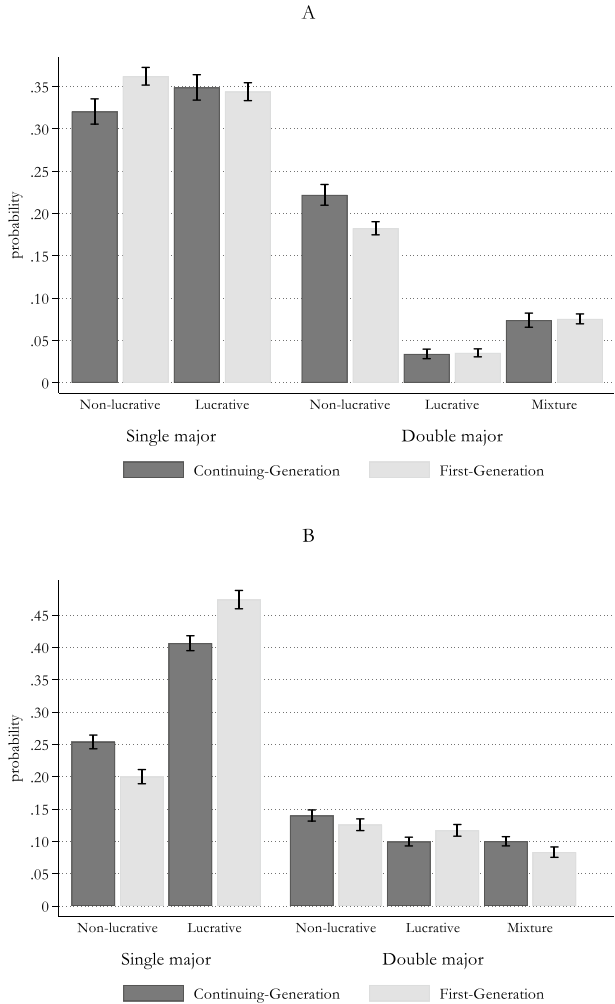 A
probability
.35
.30
.25
.20
.15
.10
.05
0
Non-lucrative Lucrative Non-lucrative Lucrative Mixture
Single major Double major
Continuing-Generation First-Generation
B
probability
.45
.40
.35
.30
.25
.20
.15
.10
.05
0
Non-lucrative Lucrative Non-lucrative Lucrative Mixture
Single major Double major
Continuing-Generation First-Generation